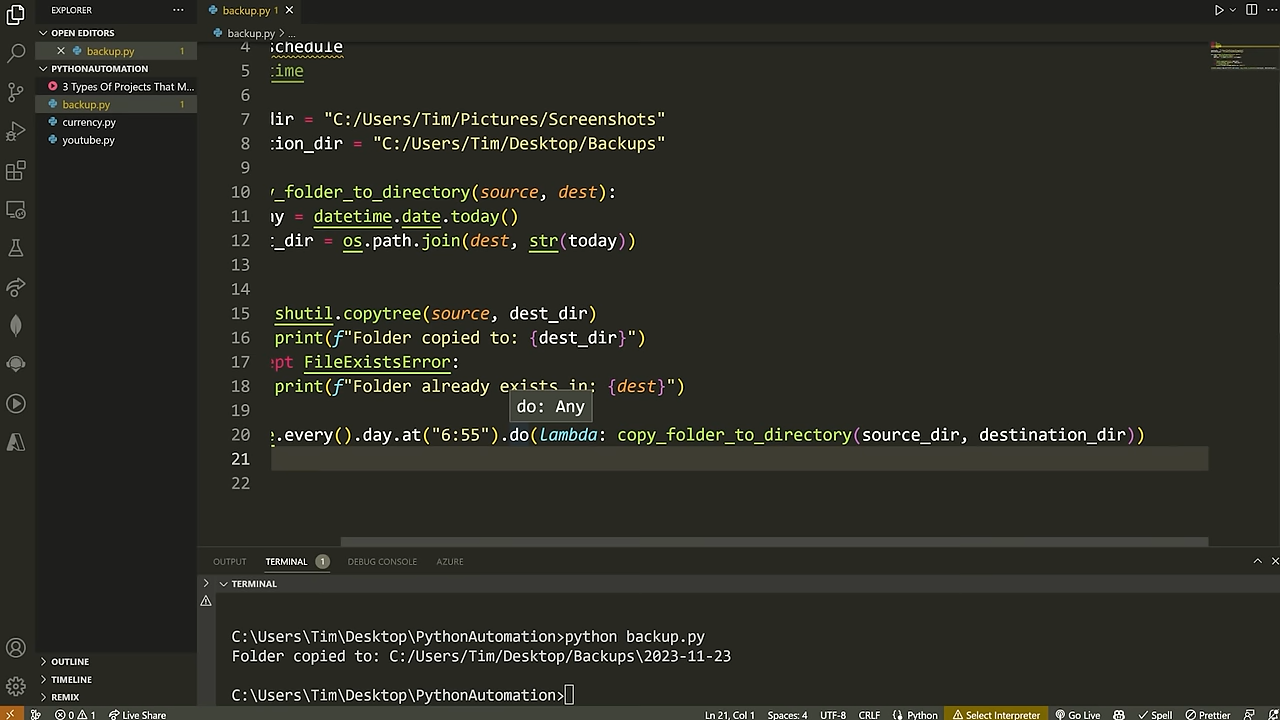 EXPLORER
···
backup.py 1
OPEN EDITORS
backup.py > ...
backup.py 1
PYTHONAUTOMATION
3 Types Of Projects That M...
backup.py 1
currency.py
youtube.py
4 schedule
5 time
6
7 dir = "C:/Users/Tim/Pictures/Screenshots"
8 tion_dir = "C:/Users/Tim/Desktop/Backups"
9
10 y_folder_to_directory(source, dest):
11 ay = datetime.date.today()
12 t_dir = os.path.join(dest, str(today))
13
14
15 shutil.copytree(source, dest_dir)
16 print(f"Folder copied to: {dest_dir}")
17 ept FileExistsError:
18 print(f"Folder already exists in: {dest}")
do: Any
19
20 e.every().day.at("6:55").do(lambda: copy_folder_to_directory(source_dir, destination_dir))
21
22
OUTPUT TERMINAL 1 DEBUG CONSOLE AZURE
TERMINAL
C:\Users\Tim\Desktop\PythonAutomation>python backup.py
Folder copied to: C:/Users/Tim/Desktop/Backups\2023-11-23
C:\Users\Tim\Desktop\PythonAutomation>
OUTLINE
TIMELINE
REMIX
0 1 Live Share Ln 21, Col 1 Spaces: 4 UTF-8 CRLF Python Select Interpreter Go Live Spell Prettier